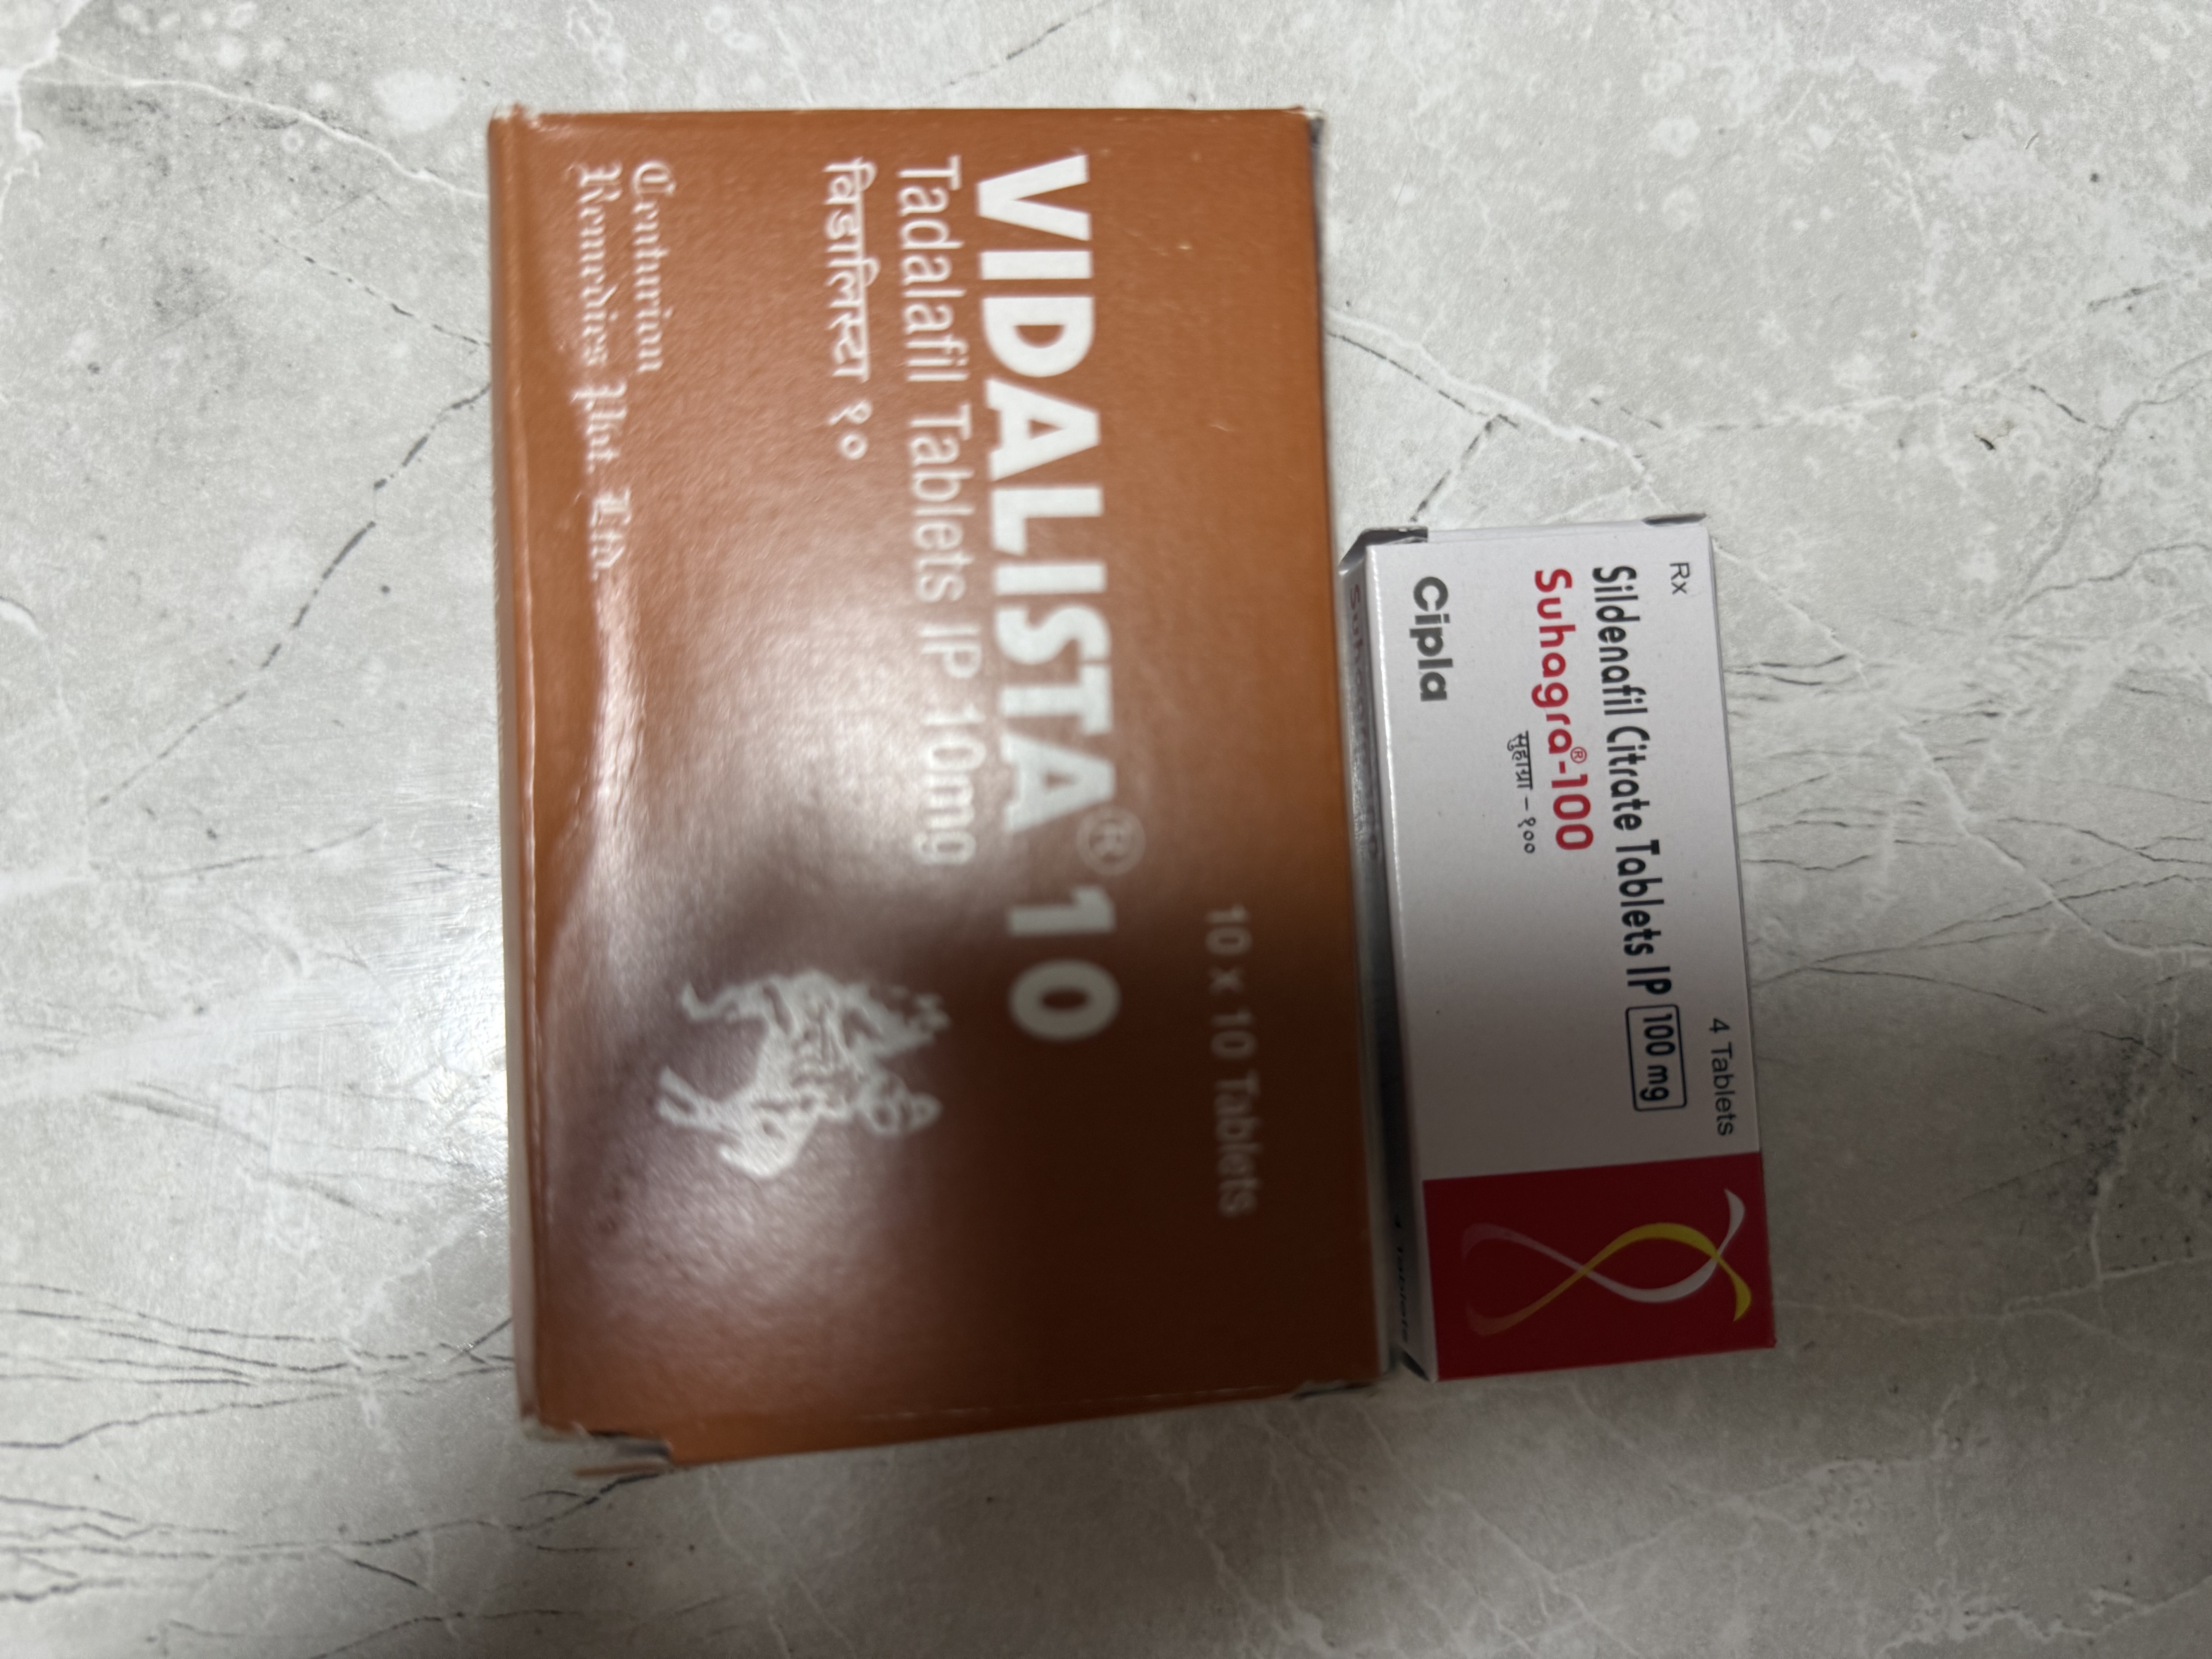 10 x 10 Tablets
VIDALISTA® 10
Tadalafil Tablets IP 10mg
विडालिस्टा १०
Centurion
Remedies Pvt. Ltd.
4 Tablets
Rx
Sildenafil Citrate Tablets IP 100 mg
Suhagra®-100
सुहाग्रा – १००
Cipla